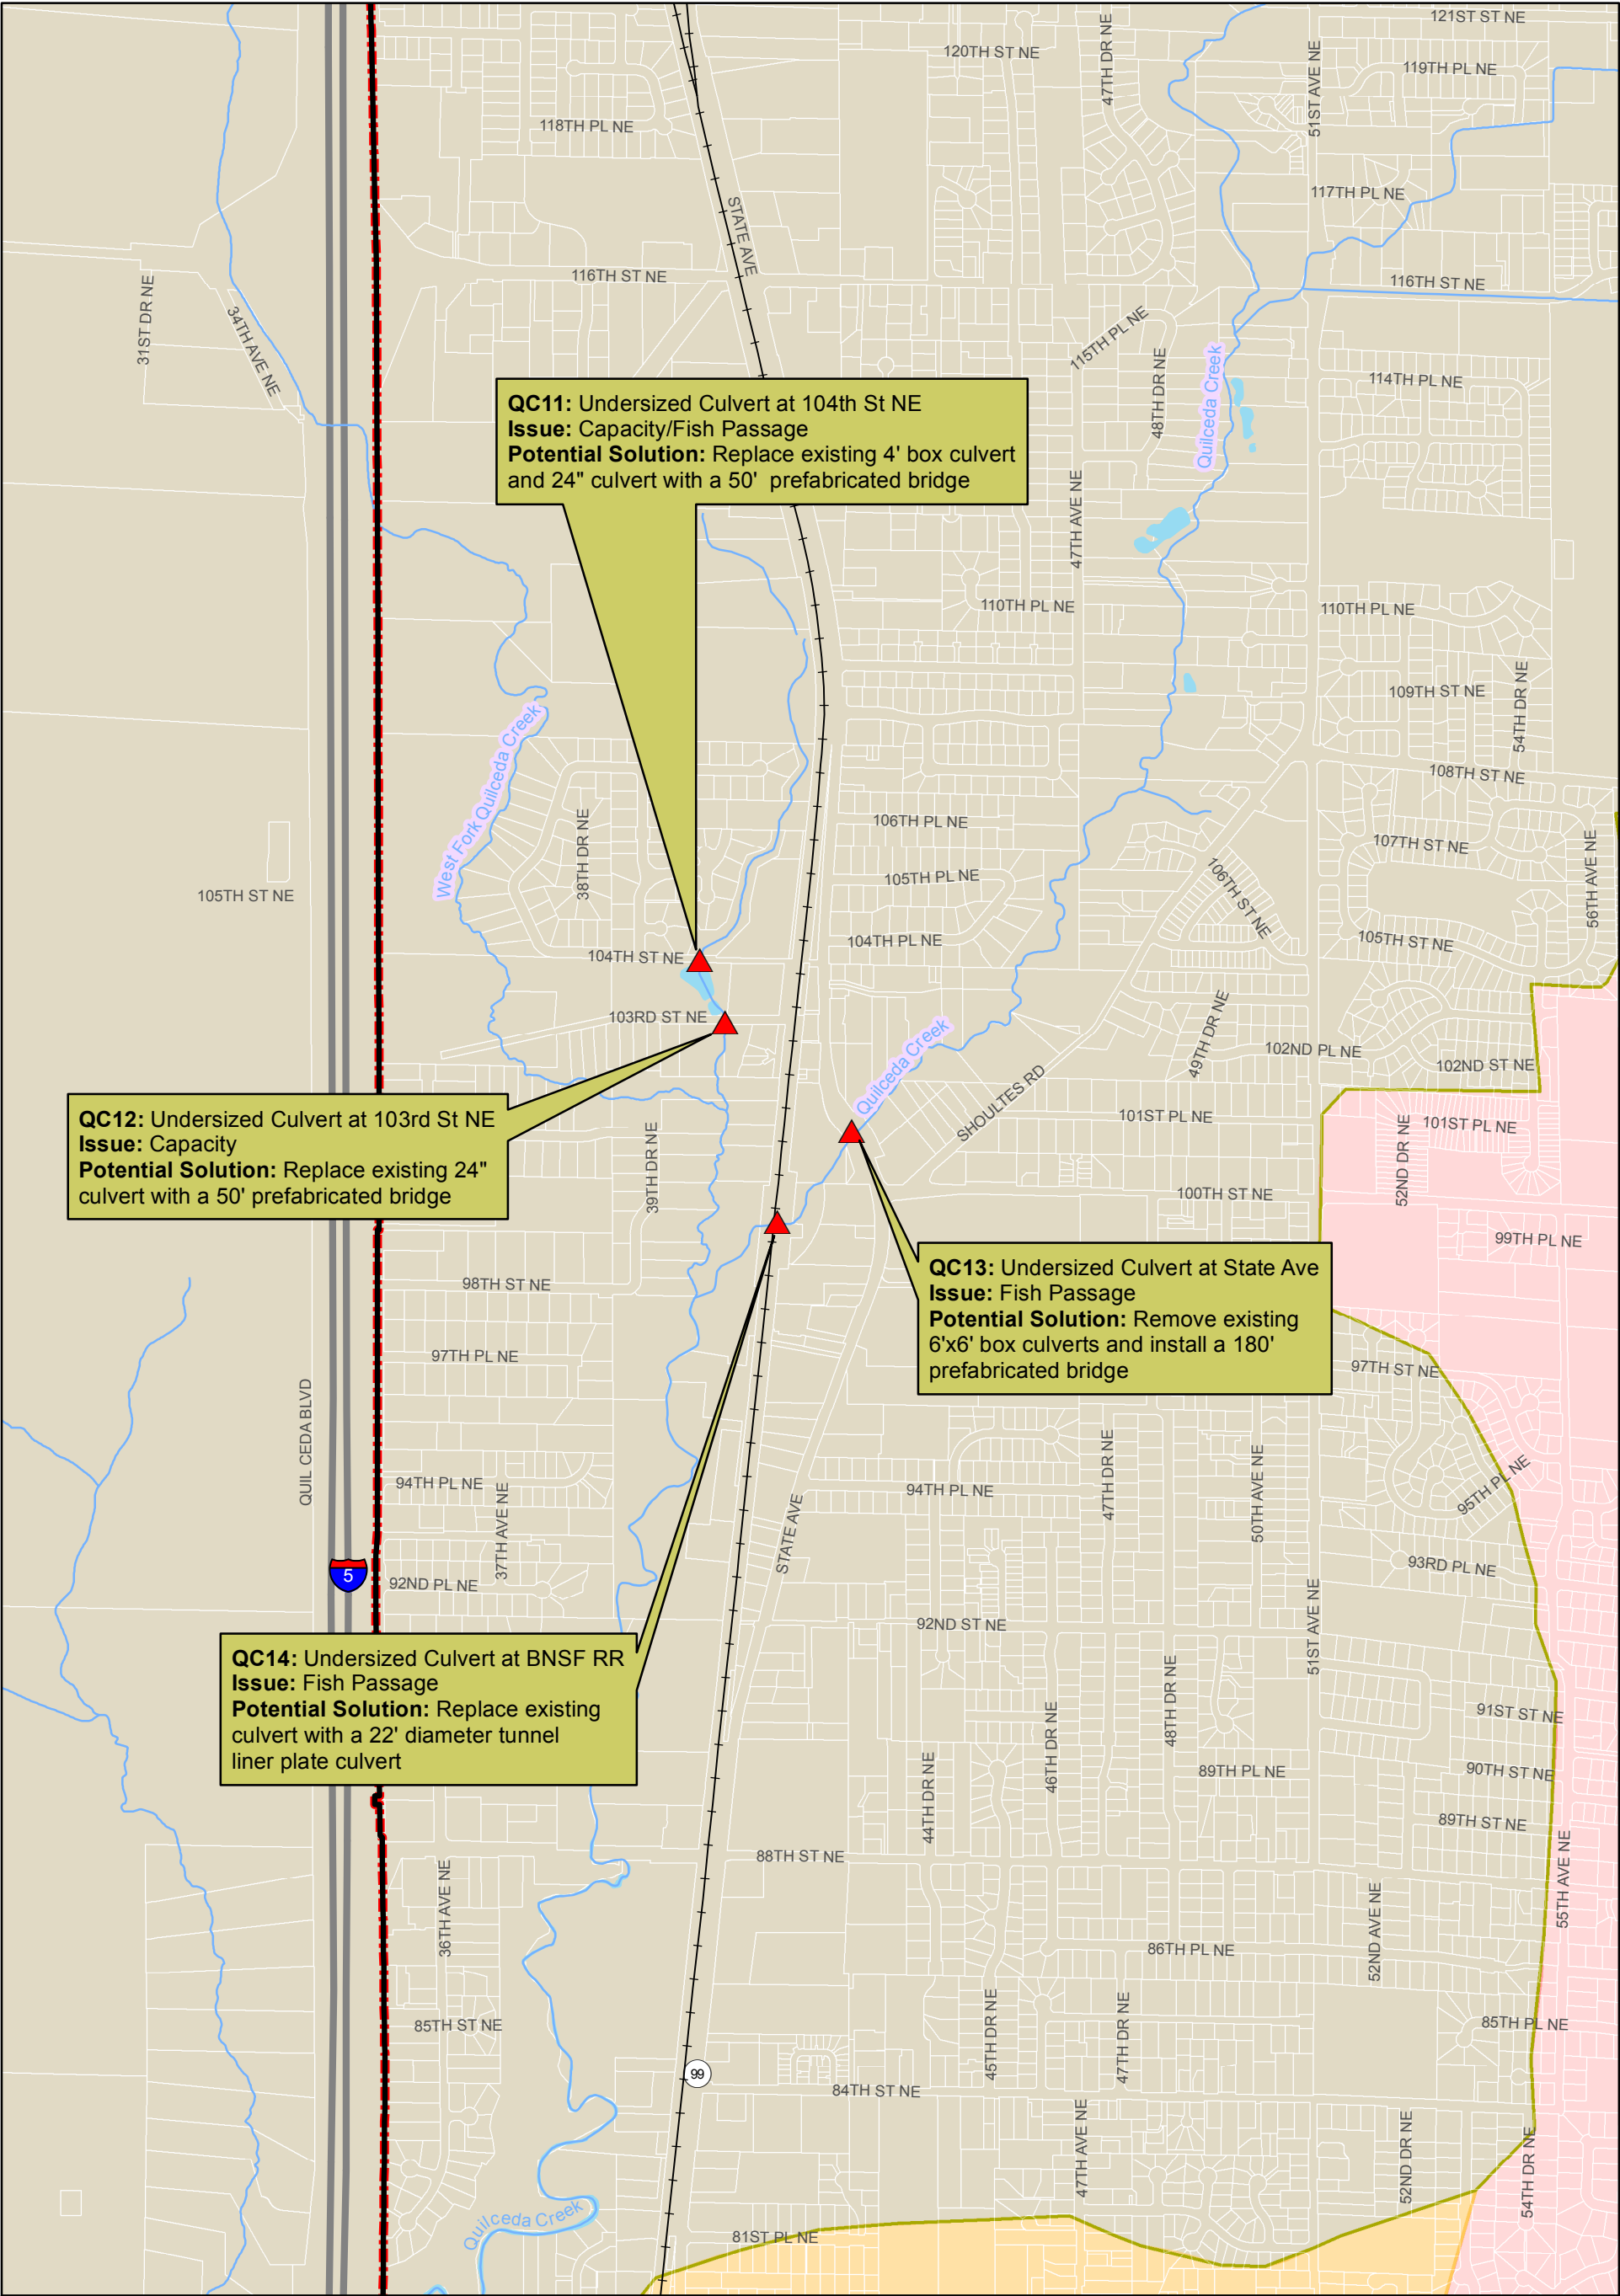 121ST ST NE
120TH ST NE
47TH DR NE
51ST AVE NE
119TH PL NE
118TH PL NE
117TH PL NE
STATE AVE
116TH ST NE
116TH ST NE
31ST DR NE
34TH AVE NE
115TH PL NE
48TH DR NE
Quilceda Creek
114TH PL NE
QC11: Undersized Culvert at 104th St NE
Issue: Capacity/Fish Passage
Potential Solution: Replace existing 4' box culvert
and 24" culvert with a 50' prefabricated bridge
47TH AVE NE
110TH PL NE
110TH PL NE
109TH ST NE
54TH DR NE
West Fork Quilceda Creek
108TH ST NE
38TH DR NE
106TH PL NE
107TH ST NE
106TH ST NE
56TH AVE NE
105TH ST NE
105TH PL NE
104TH ST NE
104TH PL NE
105TH ST NE
103RD ST NE
49TH DR NE
Quilceda Creek
102ND PL NE
102ND ST NE
SHOULTES RD
QC12: Undersized Culvert at 103rd St NE
Issue: Capacity
Potential Solution: Replace existing 24"
culvert with a 50' prefabricated bridge
39TH DR NE
101ST PL NE
52ND DR NE
101ST PL NE
100TH ST NE
99TH PL NE
QC13: Undersized Culvert at State Ave
Issue: Fish Passage
Potential Solution: Remove existing
6'x6' box culverts and install a 180'
prefabricated bridge
98TH ST NE
97TH PL NE
97TH ST NE
QUIL CEDA BLVD
94TH PL NE
37TH AVE NE
94TH PL NE
47TH DR NE
50TH AVE NE
95TH PL NE
STATE AVE
5
92ND PL NE
93RD PL NE
92ND ST NE
51ST AVE NE
QC14: Undersized Culvert at BNSF RR
Issue: Fish Passage
Potential Solution: Replace existing
culvert with a 22' diameter tunnel
liner plate culvert
48TH DR NE
91ST ST NE
46TH DR NE
89TH PL NE
90TH ST NE
44TH DR NE
89TH ST NE
88TH ST NE
55TH AVE NE
36TH AVE NE
52ND AVE NE
86TH PL NE
85TH ST NE
45TH DR NE
47TH DR NE
85TH PL NE
99
84TH ST NE
47TH AVE NE
52ND DR NE
54TH DR NE
Quilceda Creek
81ST PL NE